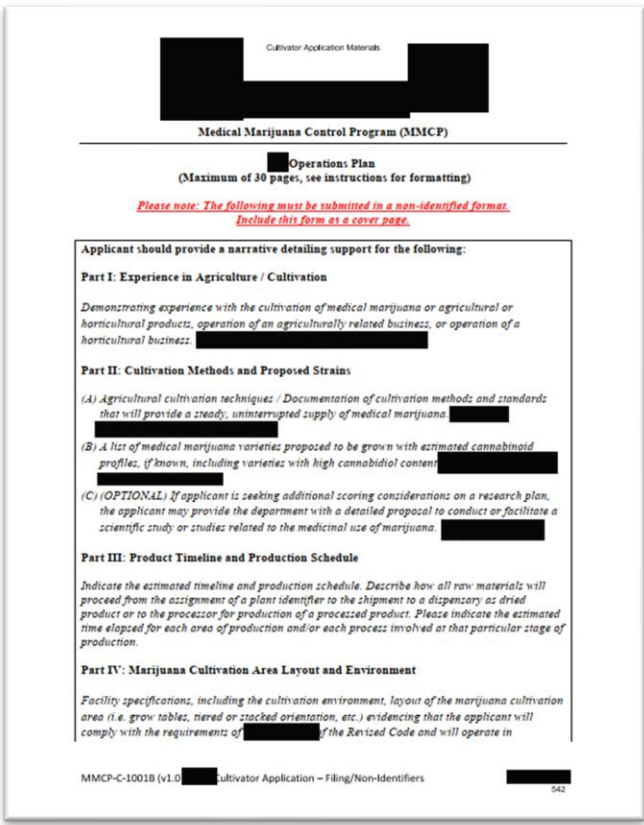 Cultivator Application Materials
Medical Marijuana Control Program (MMCP)
Operations Plan
(Maximum of 30 pages, see instructions for formatting)
Please note: The following must be submitted in a non-identified format.
Include this form as a cover page.
Applicant should provide a narrative detailing support for the following:
Part I: Experience in Agriculture / Cultivation
Demonstrating experience with the cultivation of medical marijuana or agricultural or
horticultural products, operation of an agriculturally related business, or operation of a
horticultural business.
Part II: Cultivation Methods and Proposed Strains
(A) Agricultural cultivation techniques / Documentation of cultivation methods and standards
that will provide a steady, uninterrupted supply of medical marijuana.
(B) A list of medical marijuana varieties proposed to be grown with estimated cannabinoid
profiles, if known, including varieties with high cannabidiol content
(C) (OPTIONAL) If applicant is seeking additional scoring considerations on a research plan,
the applicant may provide the department with a detailed proposal to conduct or facilitate a
scientific study or studies related to the medicinal use of marijuana.
Part III: Product Timeline and Production Schedule
Indicate the estimated timeline and production schedule. Describe how all raw materials will
proceed from the assignment of a plant identifier to the shipment to a dispensary as dried
product or to the processor for production of a processed product. Please indicate the estimated
time elapsed for each area of production and/or each process involved at that particular stage of
production.
Part IV: Marijuana Cultivation Area Layout and Environment
Facility specifications, including the cultivation environment, layout of the marijuana cultivation
area (i.e. grow tables, tiered or stacked orientation, etc.) evidencing that the applicant will
comply with the requirements of of the Revised Code and will operate in
MMCP-C-1001B (v1.0 Cultivator Application – Filing/Non-Identifiers
542